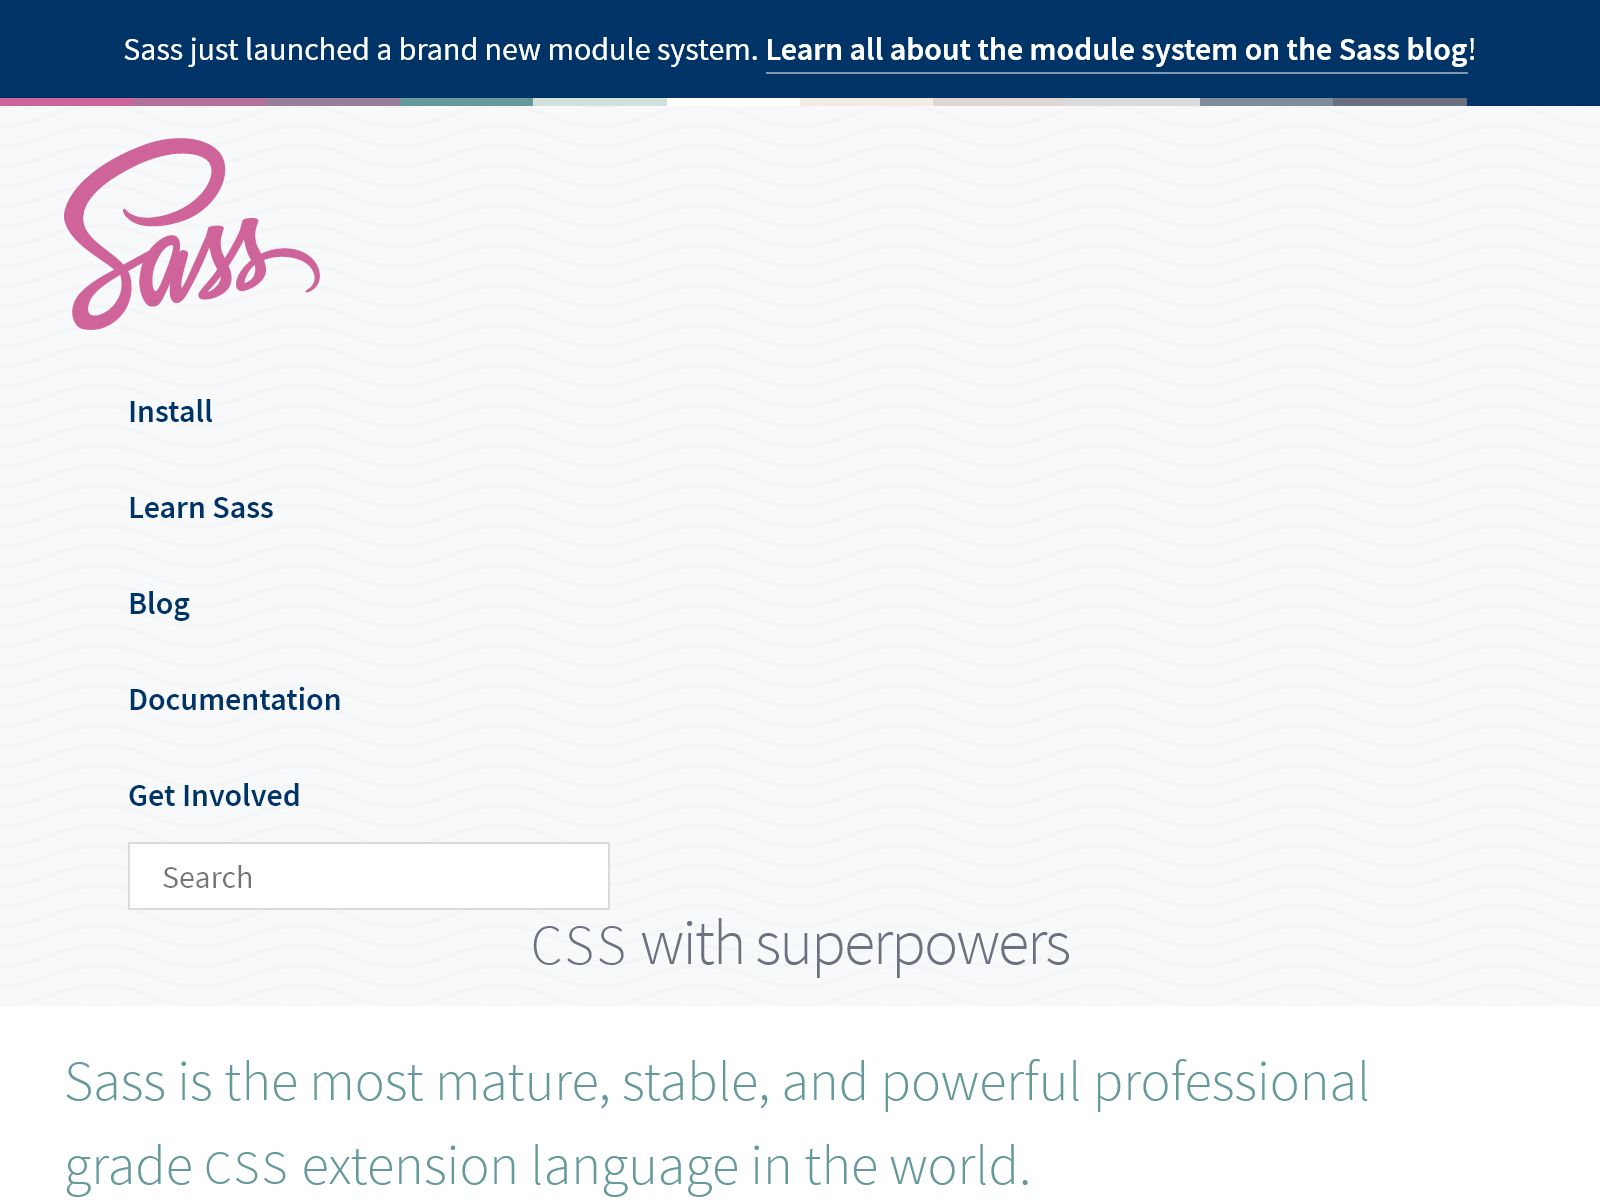 Sass just launched a brand new module system. Learn all about the module system on the Sass blog!
Sass
Install
Learn Sass
Blog
Documentation
Get Involved
Search
CSS with superpowers
Sass is the most mature, stable, and powerful professional
grade CSS extension language in the world.